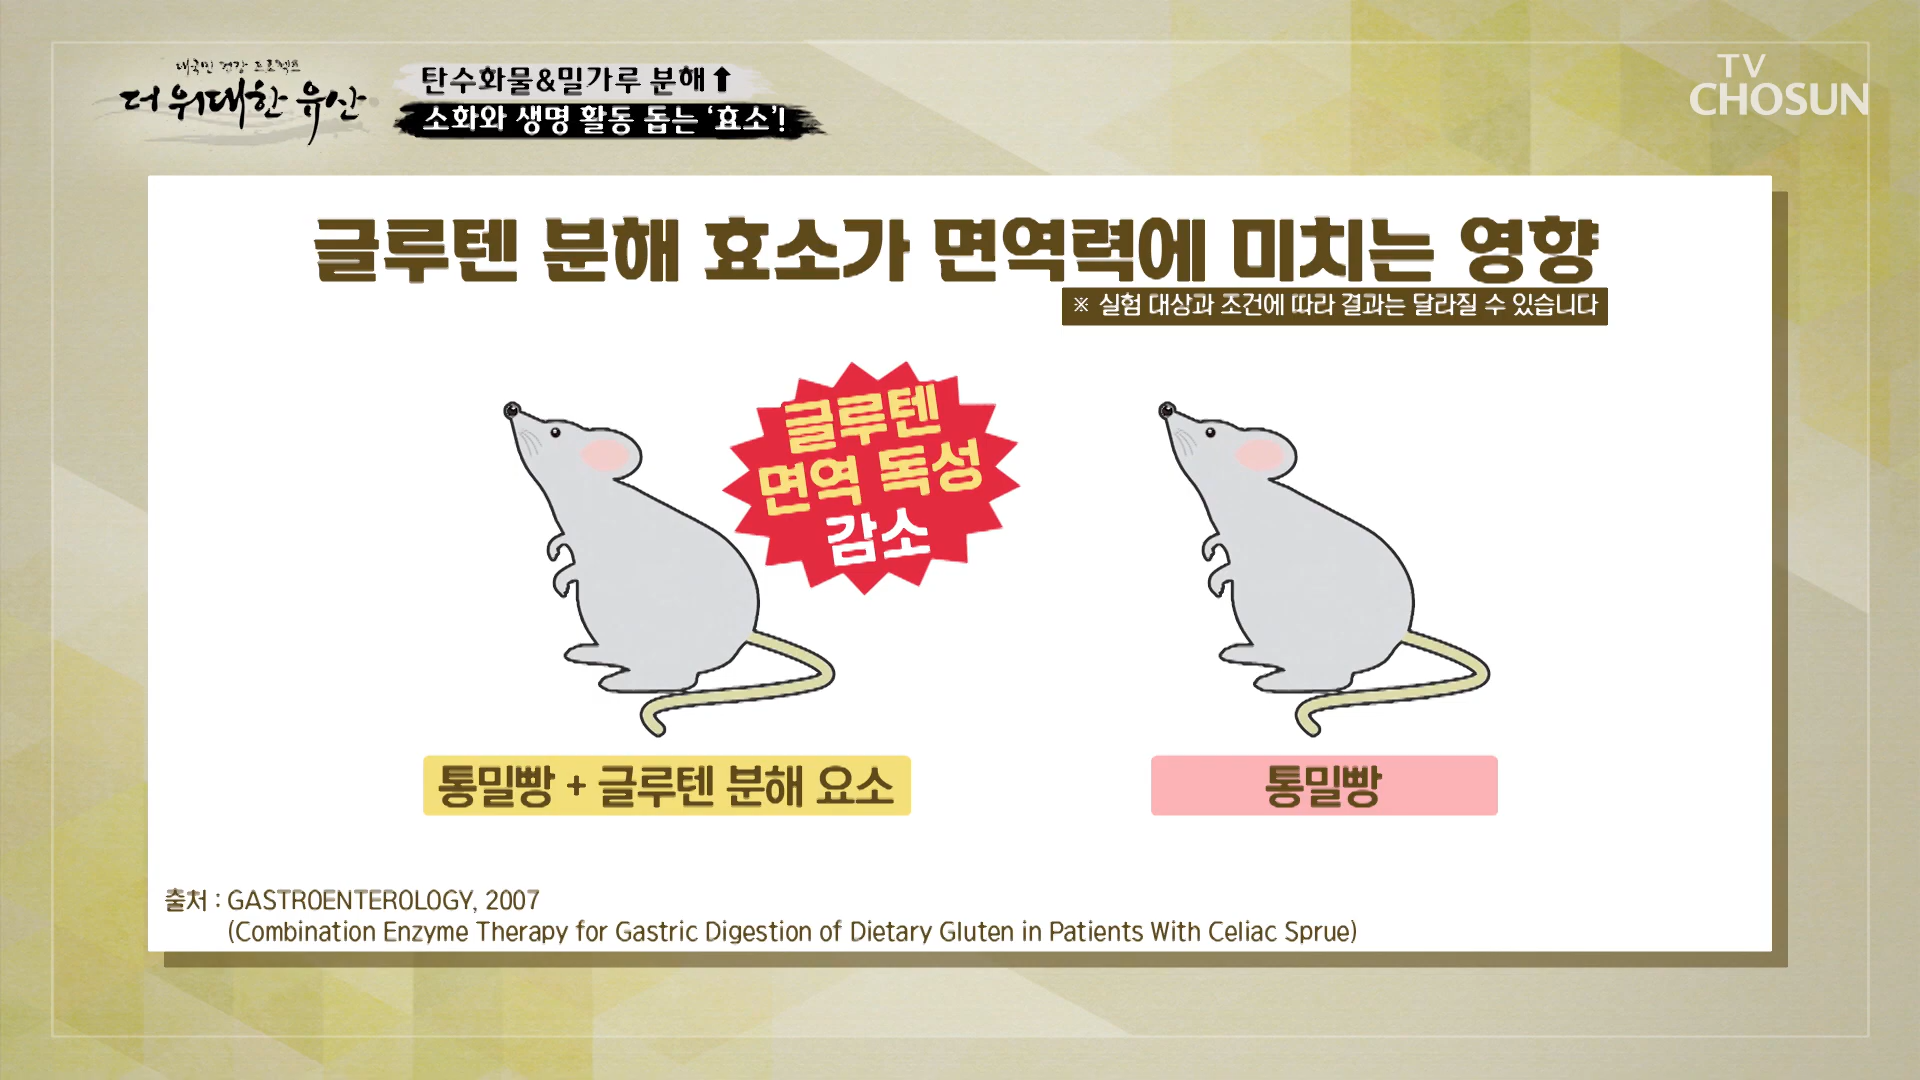 대국민 건강 프로젝트
더 위대한 유산
탄수화물&밀가루 분해⬆
소화와 생명 활동 돕는 ‘효소’!
TV
CHOSUN
글루텐 분해 효소가 면역력에 미치는 영향
※ 실험 대상과 조건에 따라 결과는 달라질 수 있습니다
글루텐
면역 독성
감소
통밀빵 + 글루텐 분해 요소
통밀빵
출처 : GASTROENTEROLOGY, 2007
(Combination Enzyme Therapy for Gastric Digestion of Dietary Gluten in Patients With Celiac Sprue)